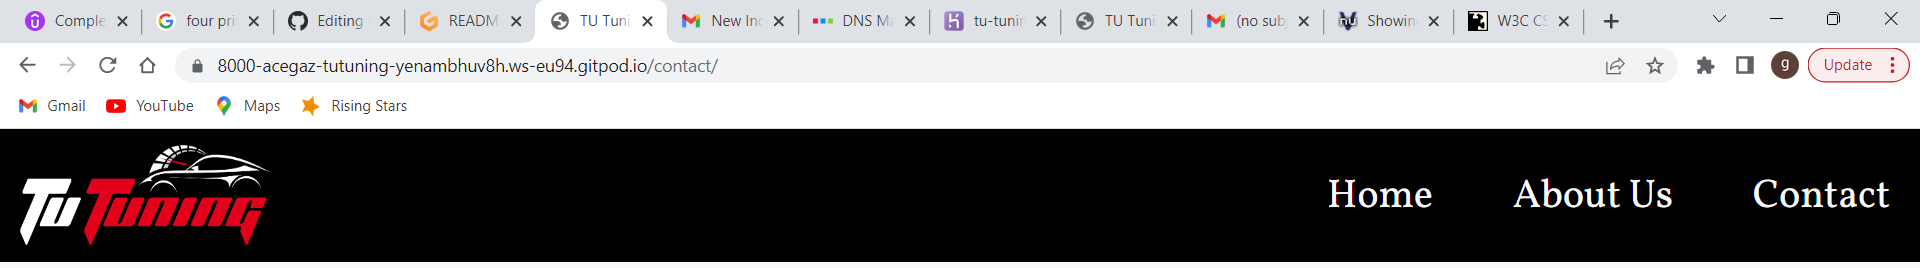 Comple four pri Editing READM TU Tuni New Inc DNS Ma tu-tunin TU Tuni (no sub Showin W3C CS
8000-acegaz-tutuning-yenambhuv8h.ws-eu94.gitpod.io/contact/ g Update
Gmail YouTube Maps Rising Stars
Tu Tuning Home About Us Contact